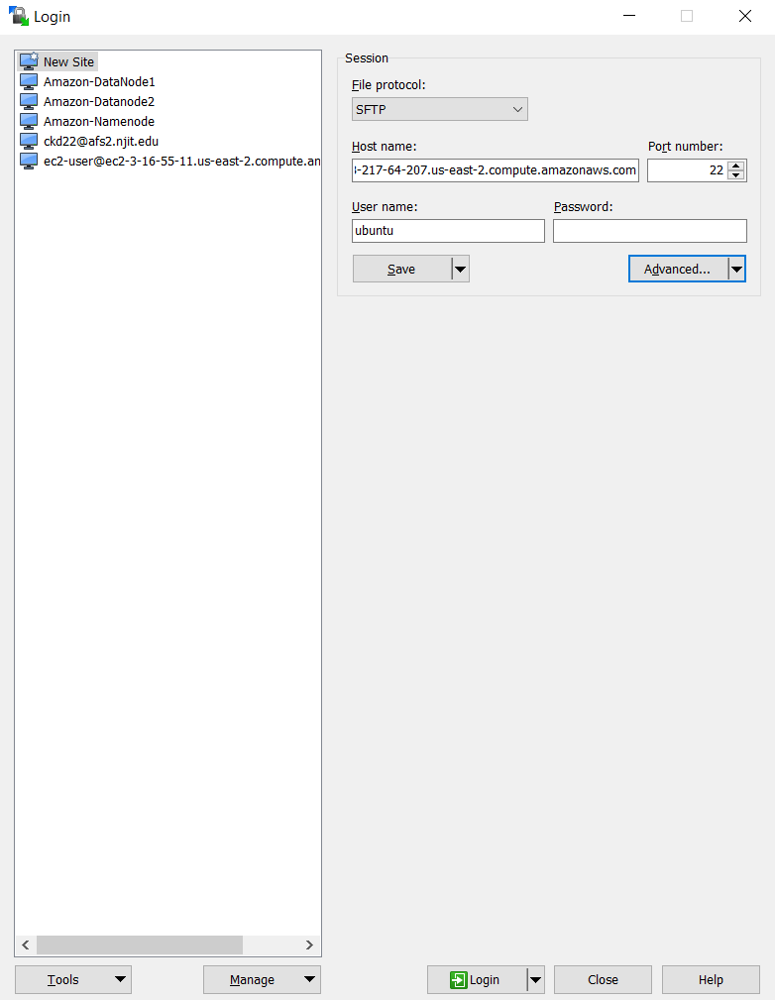 Login
New Site
Amazon-DataNode1
Amazon-Datanode2
Amazon-Namenode
ckd22@afs2.njit.edu
ec2-user@ec2-3-16-55-11.us-east-2.compute.am
Session
File protocol:
SFTP
Host name:
Port number:
3-217-64-207.us-east-2.compute.amazonaws.com
22
User name:
Password:
ubuntu
Save
Advanced...
Tools
Manage
Login
Close
Help